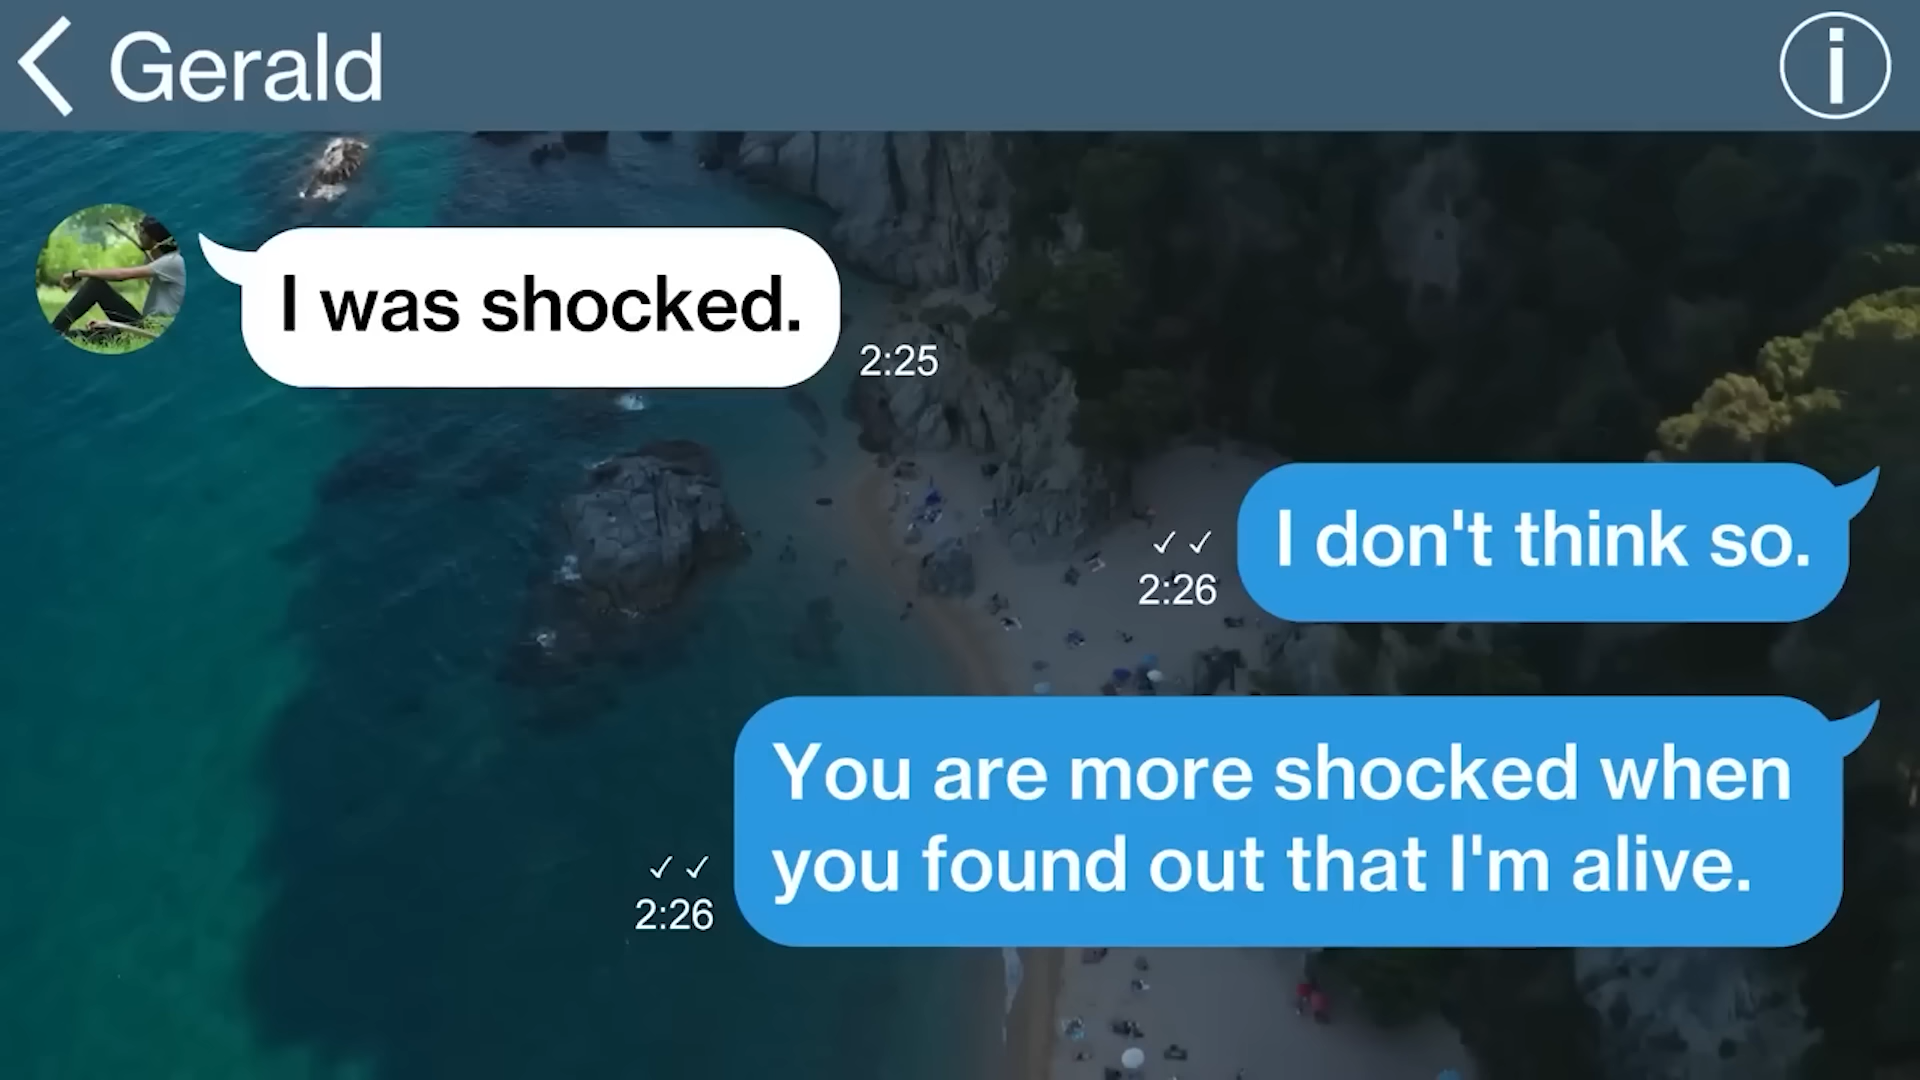 Gerald
I was shocked.
2:25
I don't think so.
2:26
You are more shocked when
you found out that I'm alive.
2:26